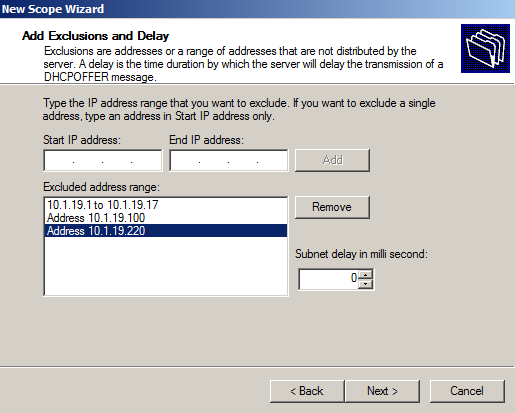 New Scope Wizard
Add Exclusions and Delay
Exclusions are addresses or a range of addresses that are not distributed by the
server. A delay is the time duration by which the server will delay the transmission of a
DHCPOFFER message.
Type the IP address range that you want to exclude. If you want to exclude a single
address, type an address in Start IP address only.
Start IP address: End IP address:
. . . . . . Add
Excluded address range:
10.1.19.1 to 10.1.19.17 Remove
Address 10.1.19.100
Address 10.1.19.220
Subnet delay in milli second:
0
< Back Next > Cancel